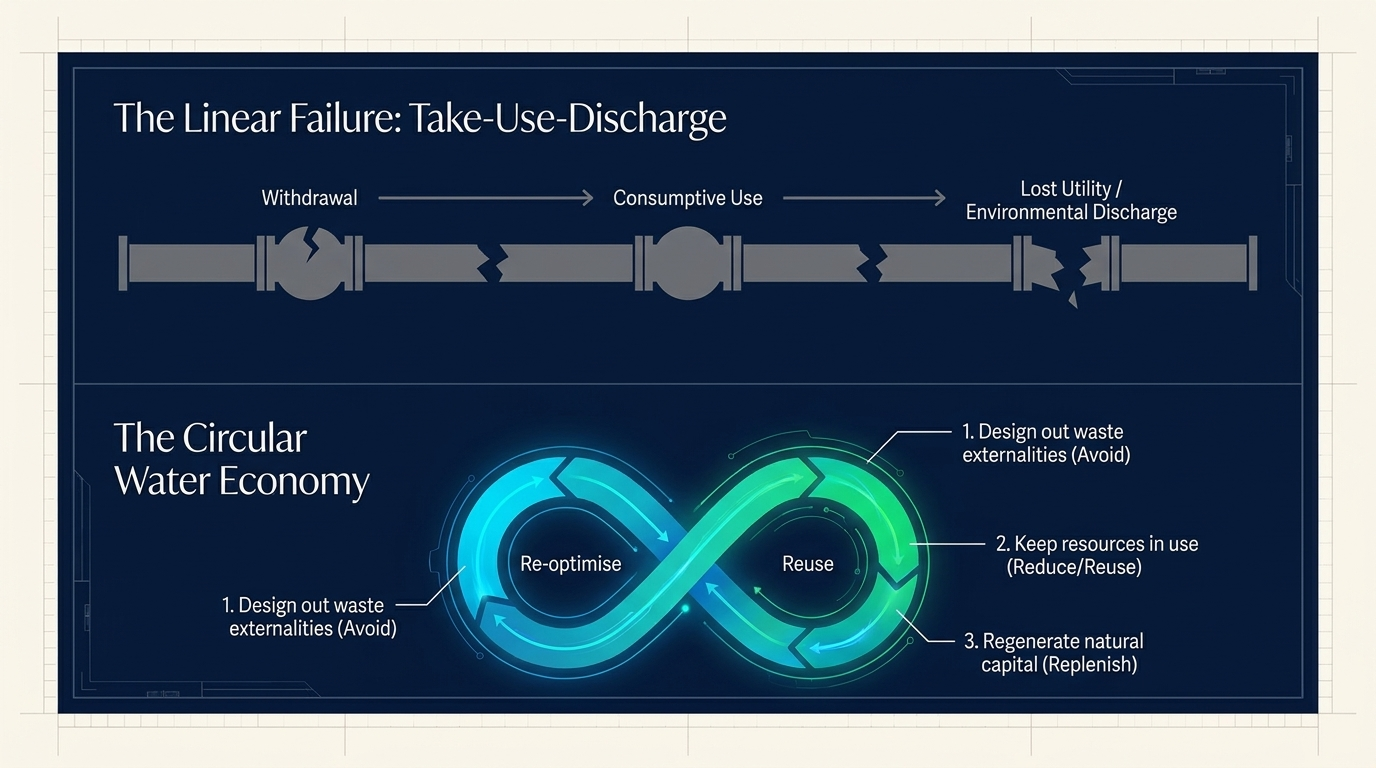 The Linear Failure: Take-Use-Discharge
Withdrawal
Consumptive Use
Lost Utility /
Environmental Discharge
The Circular
Water Economy
Re-optimise
Reuse
1. Design out waste
externalities (Avoid)
1. Design out waste
externalities (Avoid)
2. Keep resources in use
(Reduce/Reuse)
3. Regenerate natural
capital (Replenish)